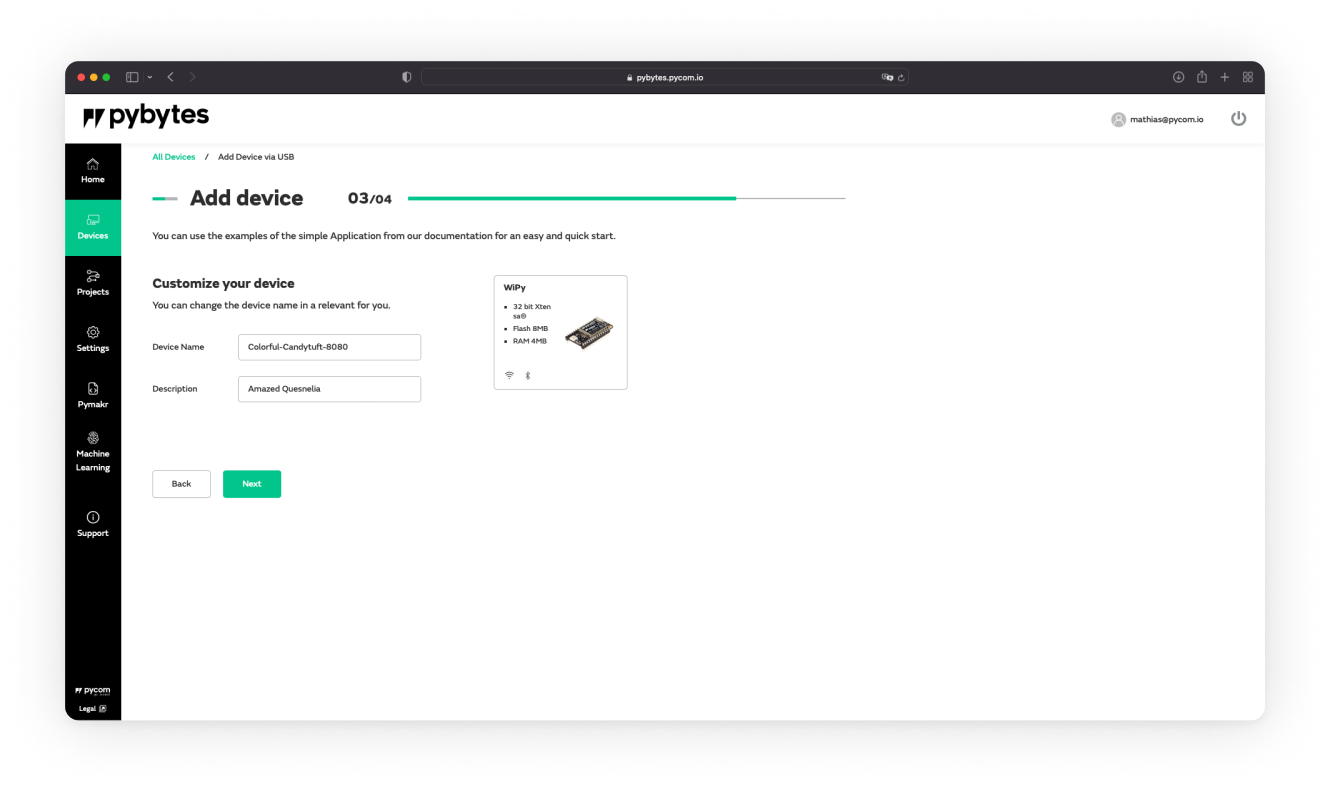 pybytes.pycom.io
pybytes
mathias@pycom.io
All Devices / Add Device via USB
Home
Add device 03/04
Devices
You can use the examples of the simple Application from our documentation for an easy and quick start.
Projects
Customize your device
You can change the device name in a relevant for you.
Settings
Device Name Colorful-Candytuft-8080
Description Amazed Quesnelia
WiPy
32 bit Xten
sa®
Flash 8MB
RAM 4MB
Pymakr
Machine
Learning
Back Next
Support
pycom
Legal